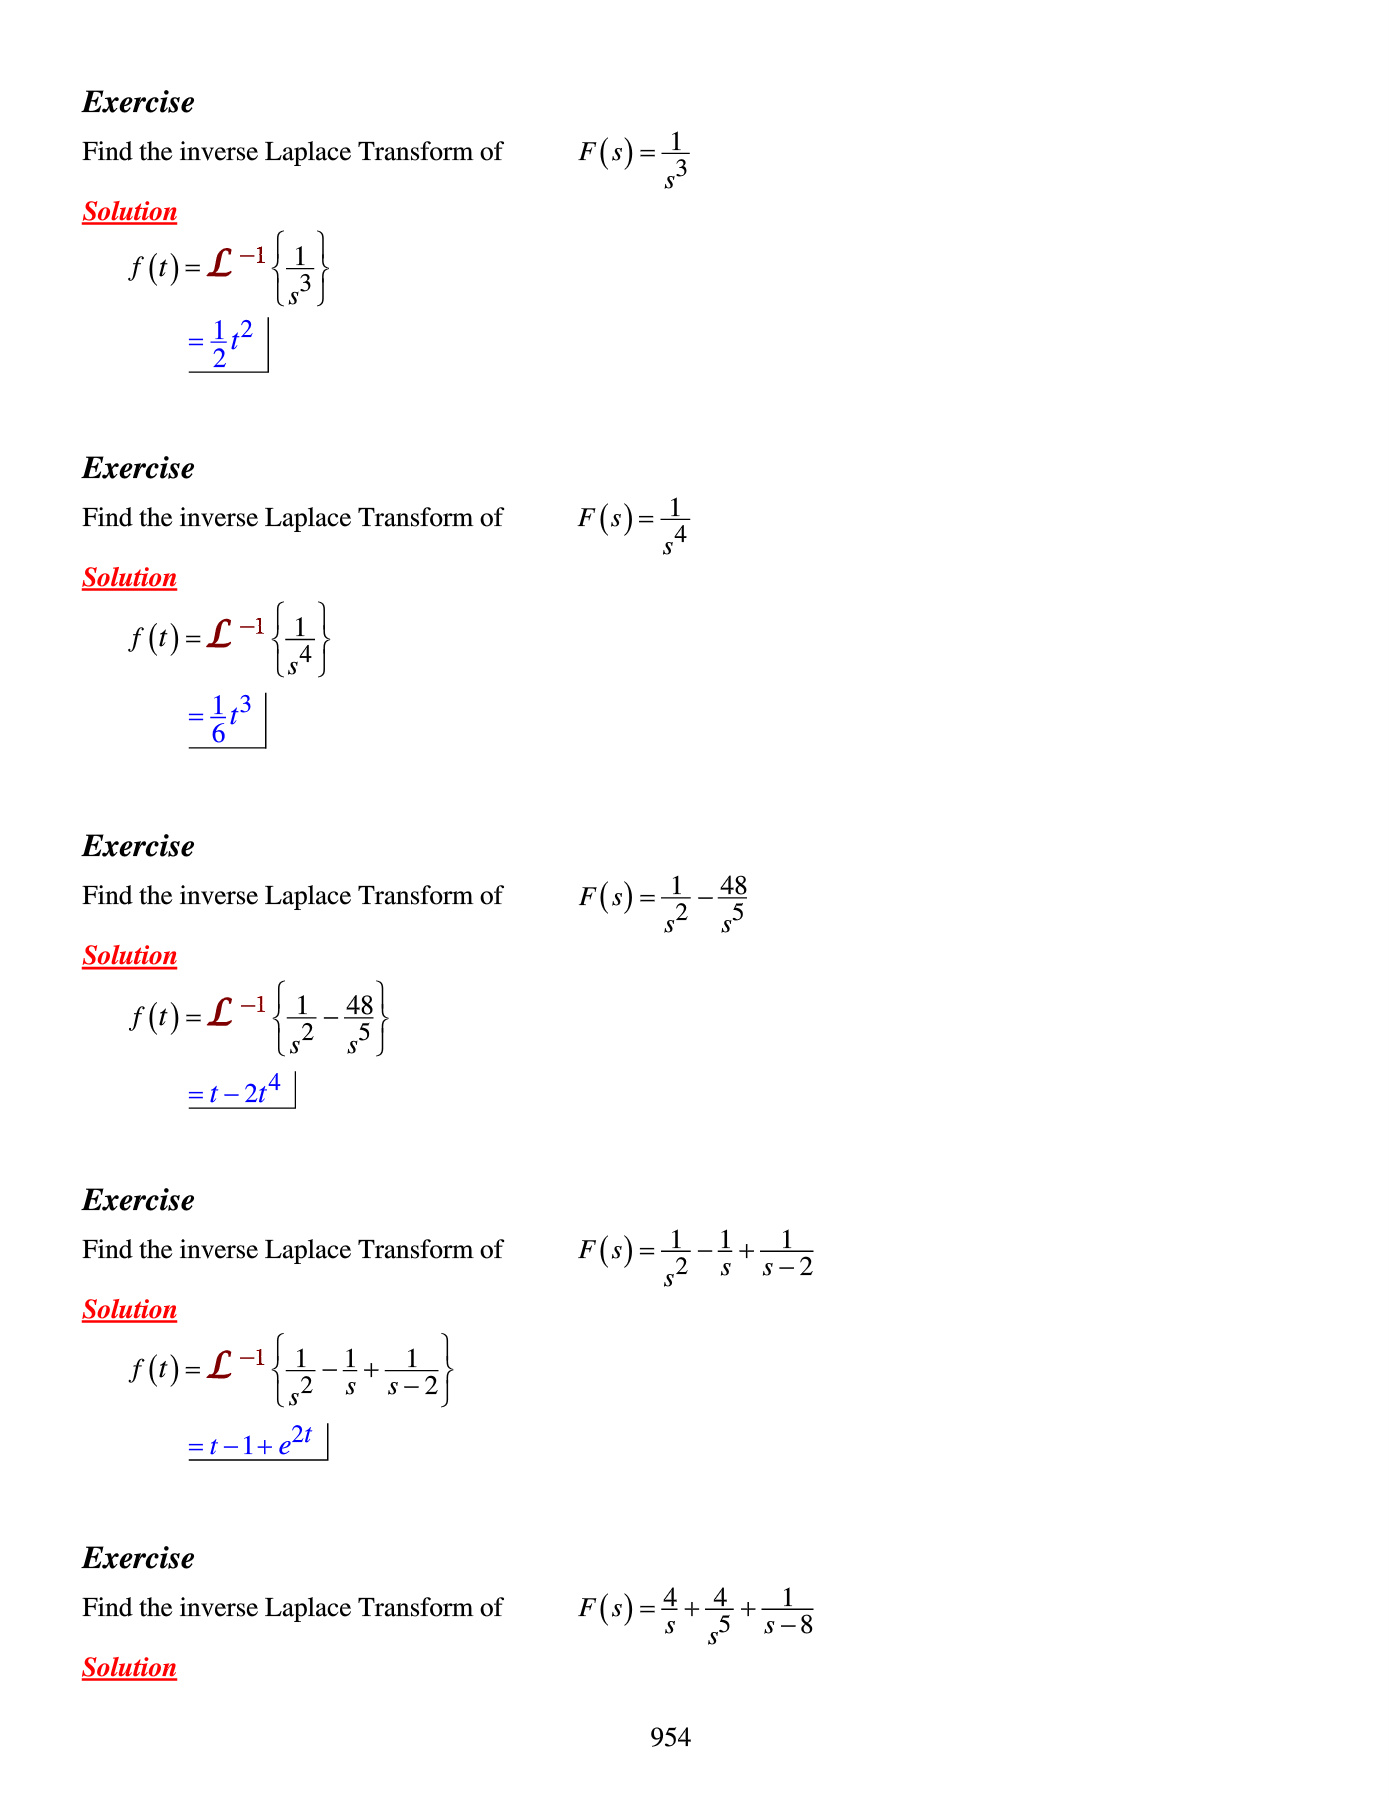 Exercise
Find the inverse Laplace Transform of F(s) = \frac{1}{s^3}
Solution
f(t) = ℒ^{-1}\left\{\frac{1}{s^3}\right\}
= \frac{1}{2}t^2
Exercise
Find the inverse Laplace Transform of F(s) = \frac{1}{s^4}
Solution
f(t) = ℒ^{-1}\left\{\frac{1}{s^4}\right\}
= \frac{1}{6}t^3
Exercise
Find the inverse Laplace Transform of F(s) = \frac{1}{s^2} - \frac{48}{s^5}
Solution
f(t) = ℒ^{-1}\left\{\frac{1}{s^2} - \frac{48}{s^5}\right\}
= t - 2t^4
Exercise
Find the inverse Laplace Transform of F(s) = \frac{1}{s^2} - \frac{1}{s} + \frac{1}{s-2}
Solution
f(t) = ℒ^{-1}\left\{\frac{1}{s^2} - \frac{1}{s} + \frac{1}{s-2}\right\}
= t - 1 + e^{2t}
Exercise
Find the inverse Laplace Transform of F(s) = \frac{4}{s} + \frac{4}{s^5} + \frac{1}{s-8}
Solution
954